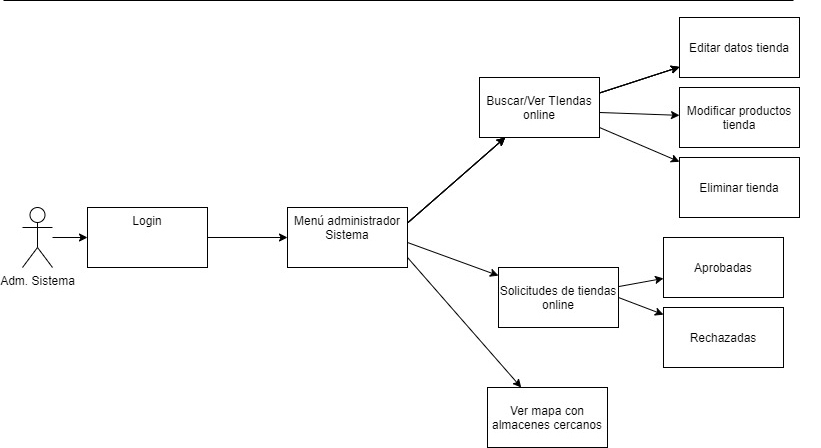 Editar datos tienda
Buscar/Ver TIendas
online
Modificar productos
tienda
Eliminar tienda
Login
Menú administrador
Sistema
Adm. Sistema
Solicitudes de tiendas
online
Aprobadas
Rechazadas
Ver mapa con
almacenes cercanos